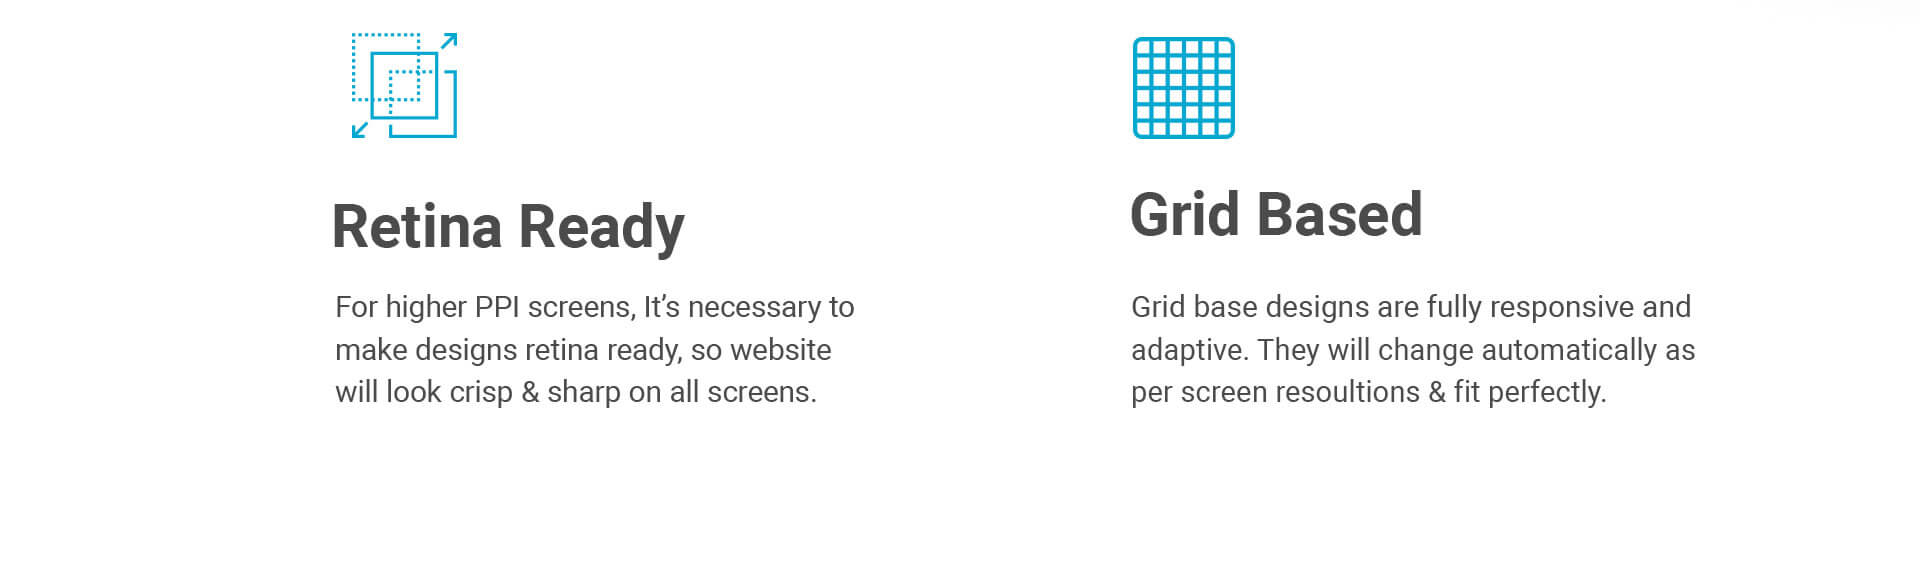 Retina Ready
For higher PPI screens, It’s necessary to
make designs retina ready, so website
will look crisp & sharp on all screens.
Grid Based
Grid base designs are fully responsive and
adaptive. They will change automatically as
per screen resoultions & fit perfectly.